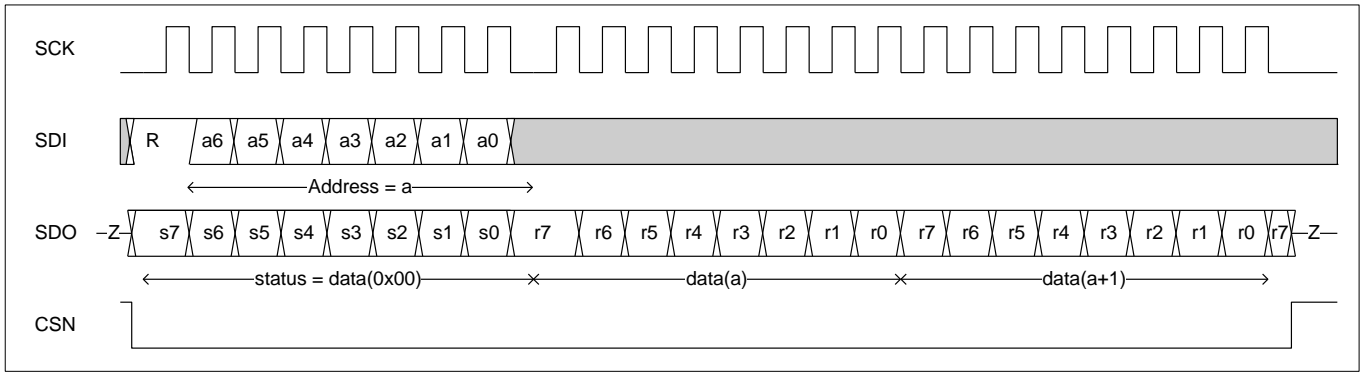 SCK
SDI R a6 a5 a4 a3 a2 a1 a0
Address = a
SDO Z s7 s6 s5 s4 s3 s2 s1 s0 r7 r6 r5 r4 r3 r2 r1 r0 r7 r6 r5 r4 r3 r2 r1 r0 r7 Z
status = data(0x00) data(a) data(a+1)
CSN